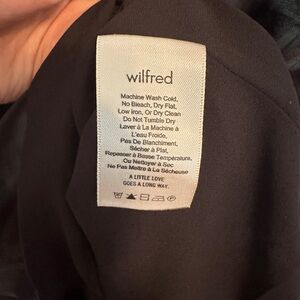 wilfred
Machine Wash Cold,
No Bleach, Dry Flat,
Low Iron, Or Dry Clean
Do Not Tumble Dry
Laver à La Machine à
L'eau Froide,
Pas De Blanchiment,
Sécher à Plat,
Repasser à Basse Température,
Ou Nettoyer à Sec
Ne Pas Mettre à La Sécheuse
A LITTLE LOVE
GOES A LONG WAY.